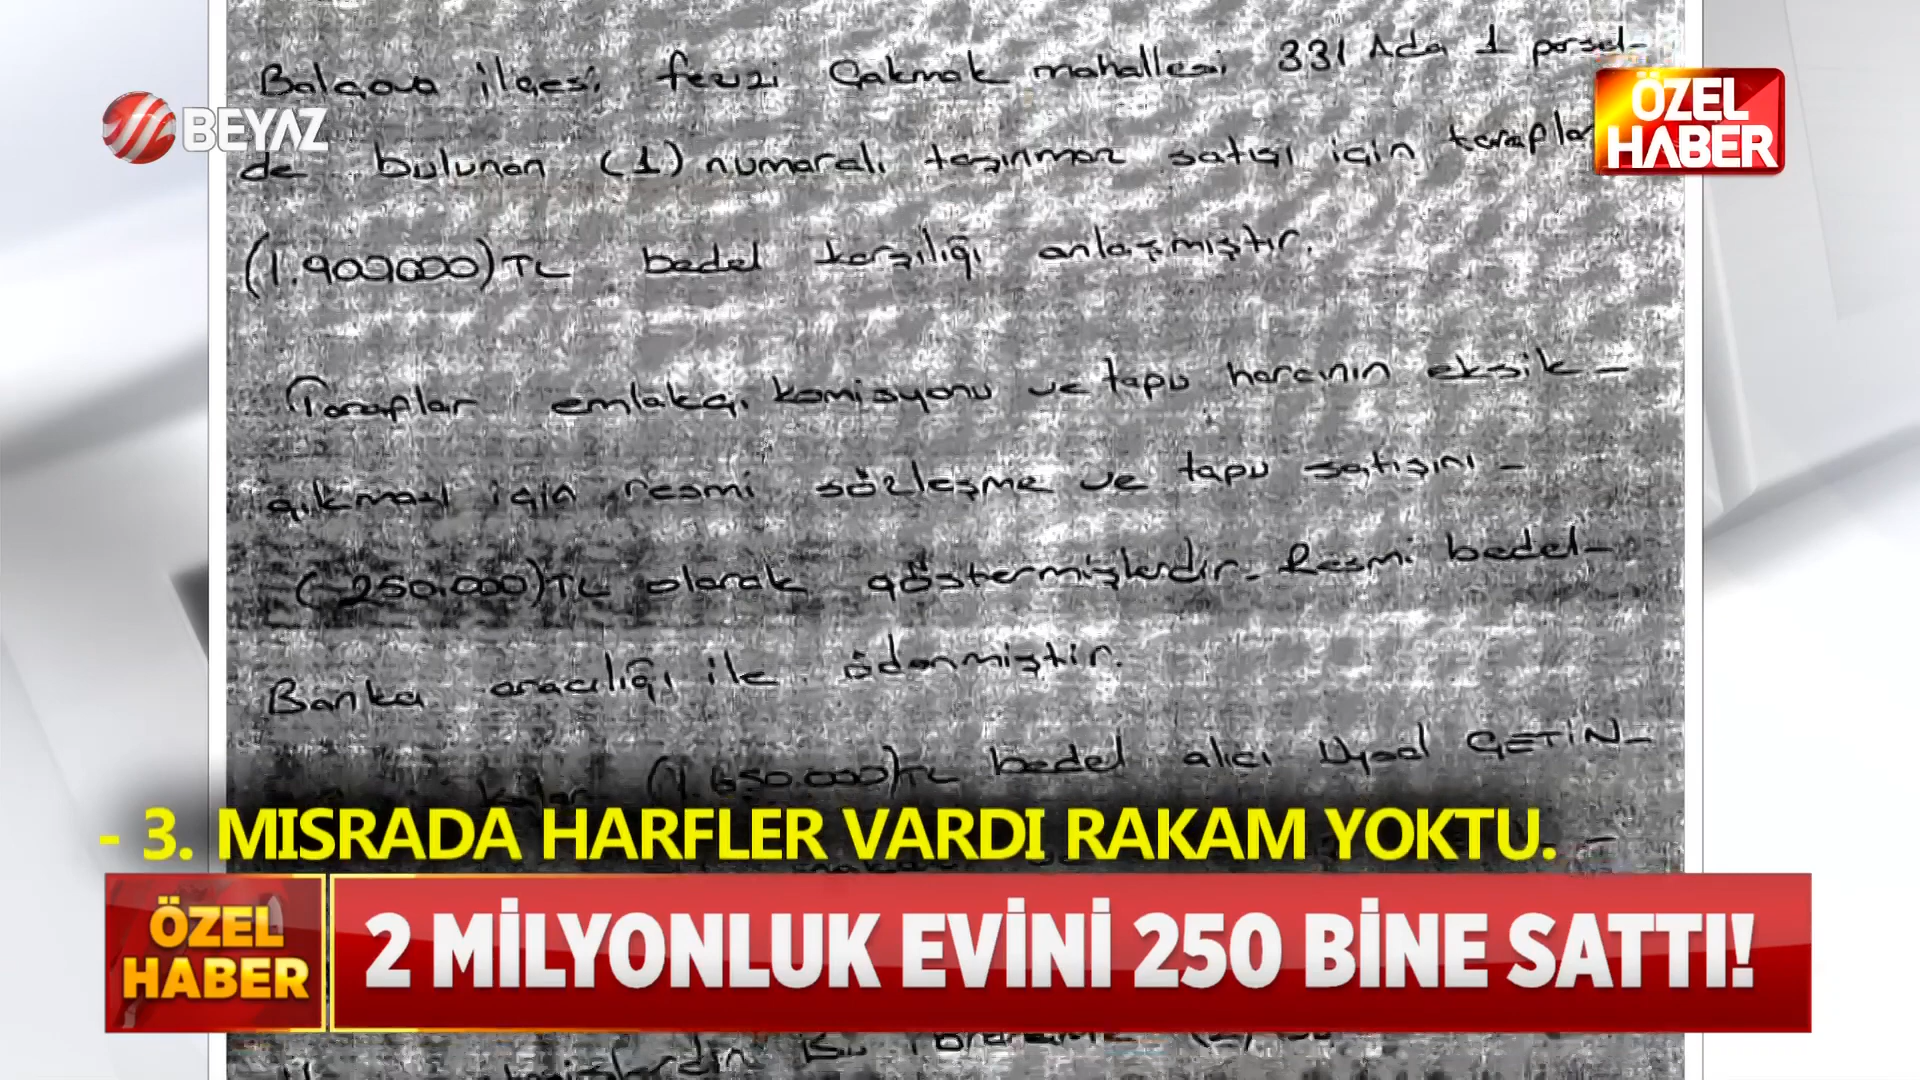 Balçova ilçesi fevzi Çakmak mahallesi 331 Ada 1 parsel-
BEYAZ
ÖZEL
HABER
de bulunan (1) numaralı taşınmaz satışı için taraflar
(1.900.000) TL bedel karşılığı anlaşmıştır.
Taraflar emlakçı komisyonu ve tapu harcının eksik-
çıkması için resmi sözleşme ve tapu satışını -
(250.000) TL olarak göstermişlerdir. Resmi bedel-
Banka aracılığı ile ödenmiştir.
kalan (1.650.000) TL bedel alıcı Uysal ÇETİN-
- 3. MISRADA HARFLER VARDI RAKAM YOKTU.
ÖZEL
HABER
2 MİLYONLUK EVİNİ 250 BİNE SATTI!